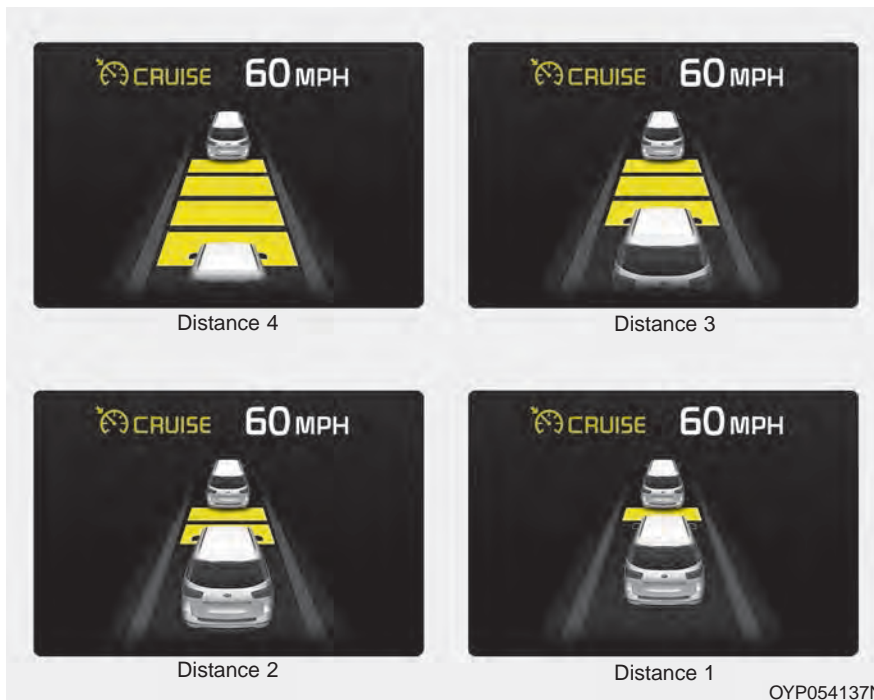 CRUISE 60 MPH
CRUISE 60 MPH
Distance 4
Distance 3
CRUISE 60 MPH
CRUISE 60 MPH
Distance 2
Distance 1
OYP054137N